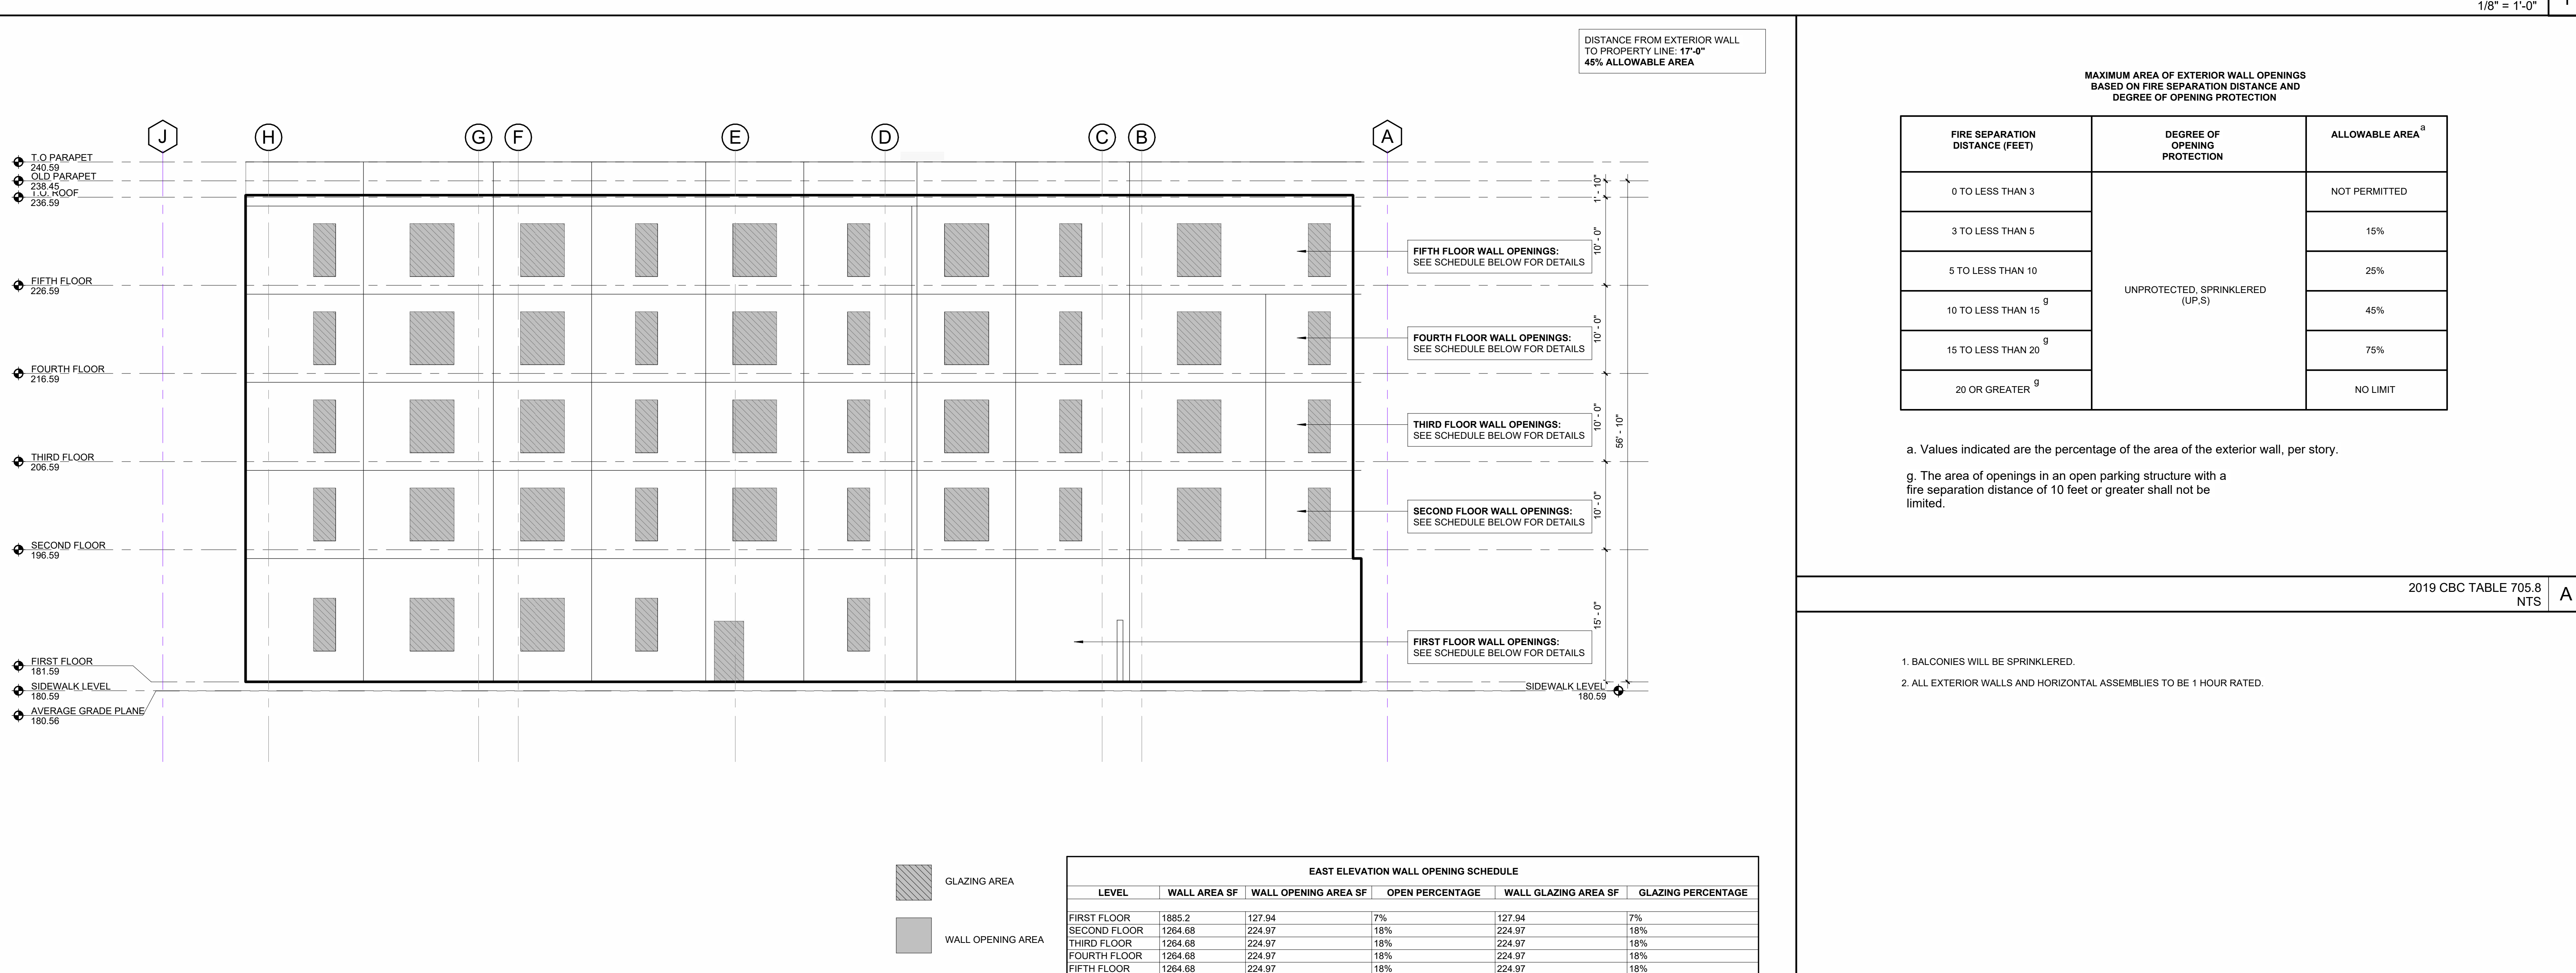 1/8" = 1'-0"
DISTANCE FROM EXTERIOR WALL
TO PROPERTY LINE: 17'-0"
45% ALLOWABLE AREA
J
H
G
F
E
D
C
B
A
T.O PARAPET
240.59
OLD PARAPET
238.45
T.O. ROOF
236.59
FIFTH FLOOR
226.59
FOURTH FLOOR
216.59
THIRD FLOOR
206.59
SECOND FLOOR
196.59
FIRST FLOOR
181.59
SIDEWALK LEVEL
180.59
AVERAGE GRADE PLANE
180.56
FIFTH FLOOR WALL OPENINGS:
SEE SCHEDULE BELOW FOR DETAILS
FOURTH FLOOR WALL OPENINGS:
SEE SCHEDULE BELOW FOR DETAILS
THIRD FLOOR WALL OPENINGS:
SEE SCHEDULE BELOW FOR DETAILS
SECOND FLOOR WALL OPENINGS:
SEE SCHEDULE BELOW FOR DETAILS
FIRST FLOOR WALL OPENINGS:
SEE SCHEDULE BELOW FOR DETAILS
1' - 10"
10' - 0"
10' - 0"
10' - 0"
10' - 0"
15' - 0"
56' - 10"
SIDEWALK LEVEL
180.59
GLAZING AREA
WALL OPENING AREA
EAST ELEVATION WALL OPENING SCHEDULE
LEVEL WALL AREA SF WALL OPENING AREA SF OPEN PERCENTAGE WALL GLAZING AREA SF GLAZING PERCENTAGE
FIRST FLOOR 1885.2 127.94 7% 127.94 7%
SECOND FLOOR 1264.68 224.97 18% 224.97 18%
THIRD FLOOR 1264.68 224.97 18% 224.97 18%
FOURTH FLOOR 1264.68 224.97 18% 224.97 18%
FIFTH FLOOR 1264.68 224.97 18% 224.97 18%
MAXIMUM AREA OF EXTERIOR WALL OPENINGS
BASED ON FIRE SEPARATION DISTANCE AND
DEGREE OF OPENING PROTECTION
FIRE SEPARATION
DISTANCE (FEET)
DEGREE OF
OPENING
PROTECTION
ALLOWABLE AREA a
0 TO LESS THAN 3 NOT PERMITTED
3 TO LESS THAN 5 15%
5 TO LESS THAN 10 25%
UNPROTECTED, SPRINKLERED
(UP,S)
10 TO LESS THAN 15 g 45%
15 TO LESS THAN 20 g 75%
20 OR GREATER g NO LIMIT
a. Values indicated are the percentage of the area of the exterior wall, per story.
g. The area of openings in an open parking structure with a
fire separation distance of 10 feet or greater shall not be
limited.
2019 CBC TABLE 705.8
NTS
A
1. BALCONIES WILL BE SPRINKLERED.
2. ALL EXTERIOR WALLS AND HORIZONTAL ASSEMBLIES TO BE 1 HOUR RATED.